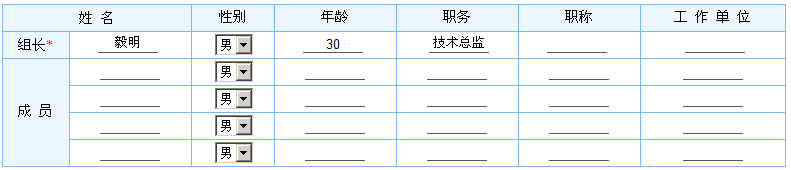 姓 名 性别 年龄 职务 职称 工 作 单 位
组长* 毅明 男 30 技术总监
男
成 员
男
男
男